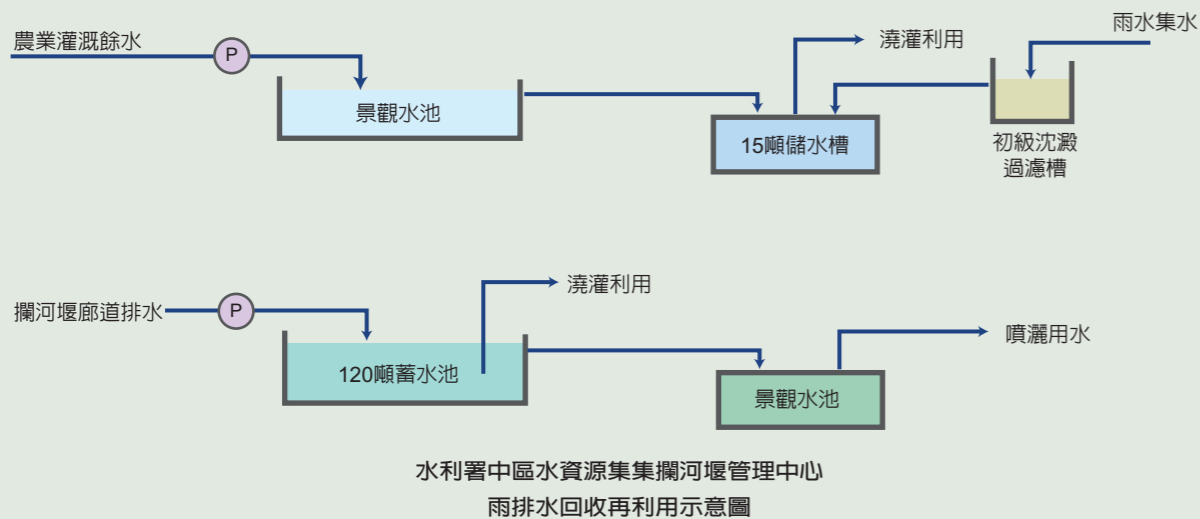 農業灌溉餘水
P
景觀水池
15噸儲水槽
澆灌利用
雨水集水
初級沈澱
過濾槽
攔河堰廊道排水
P
120噸蓄水池
澆灌利用
景觀水池
噴灑用水
水利署中區水資源集集攔河堰管理中心
雨排水回收再利用示意圖